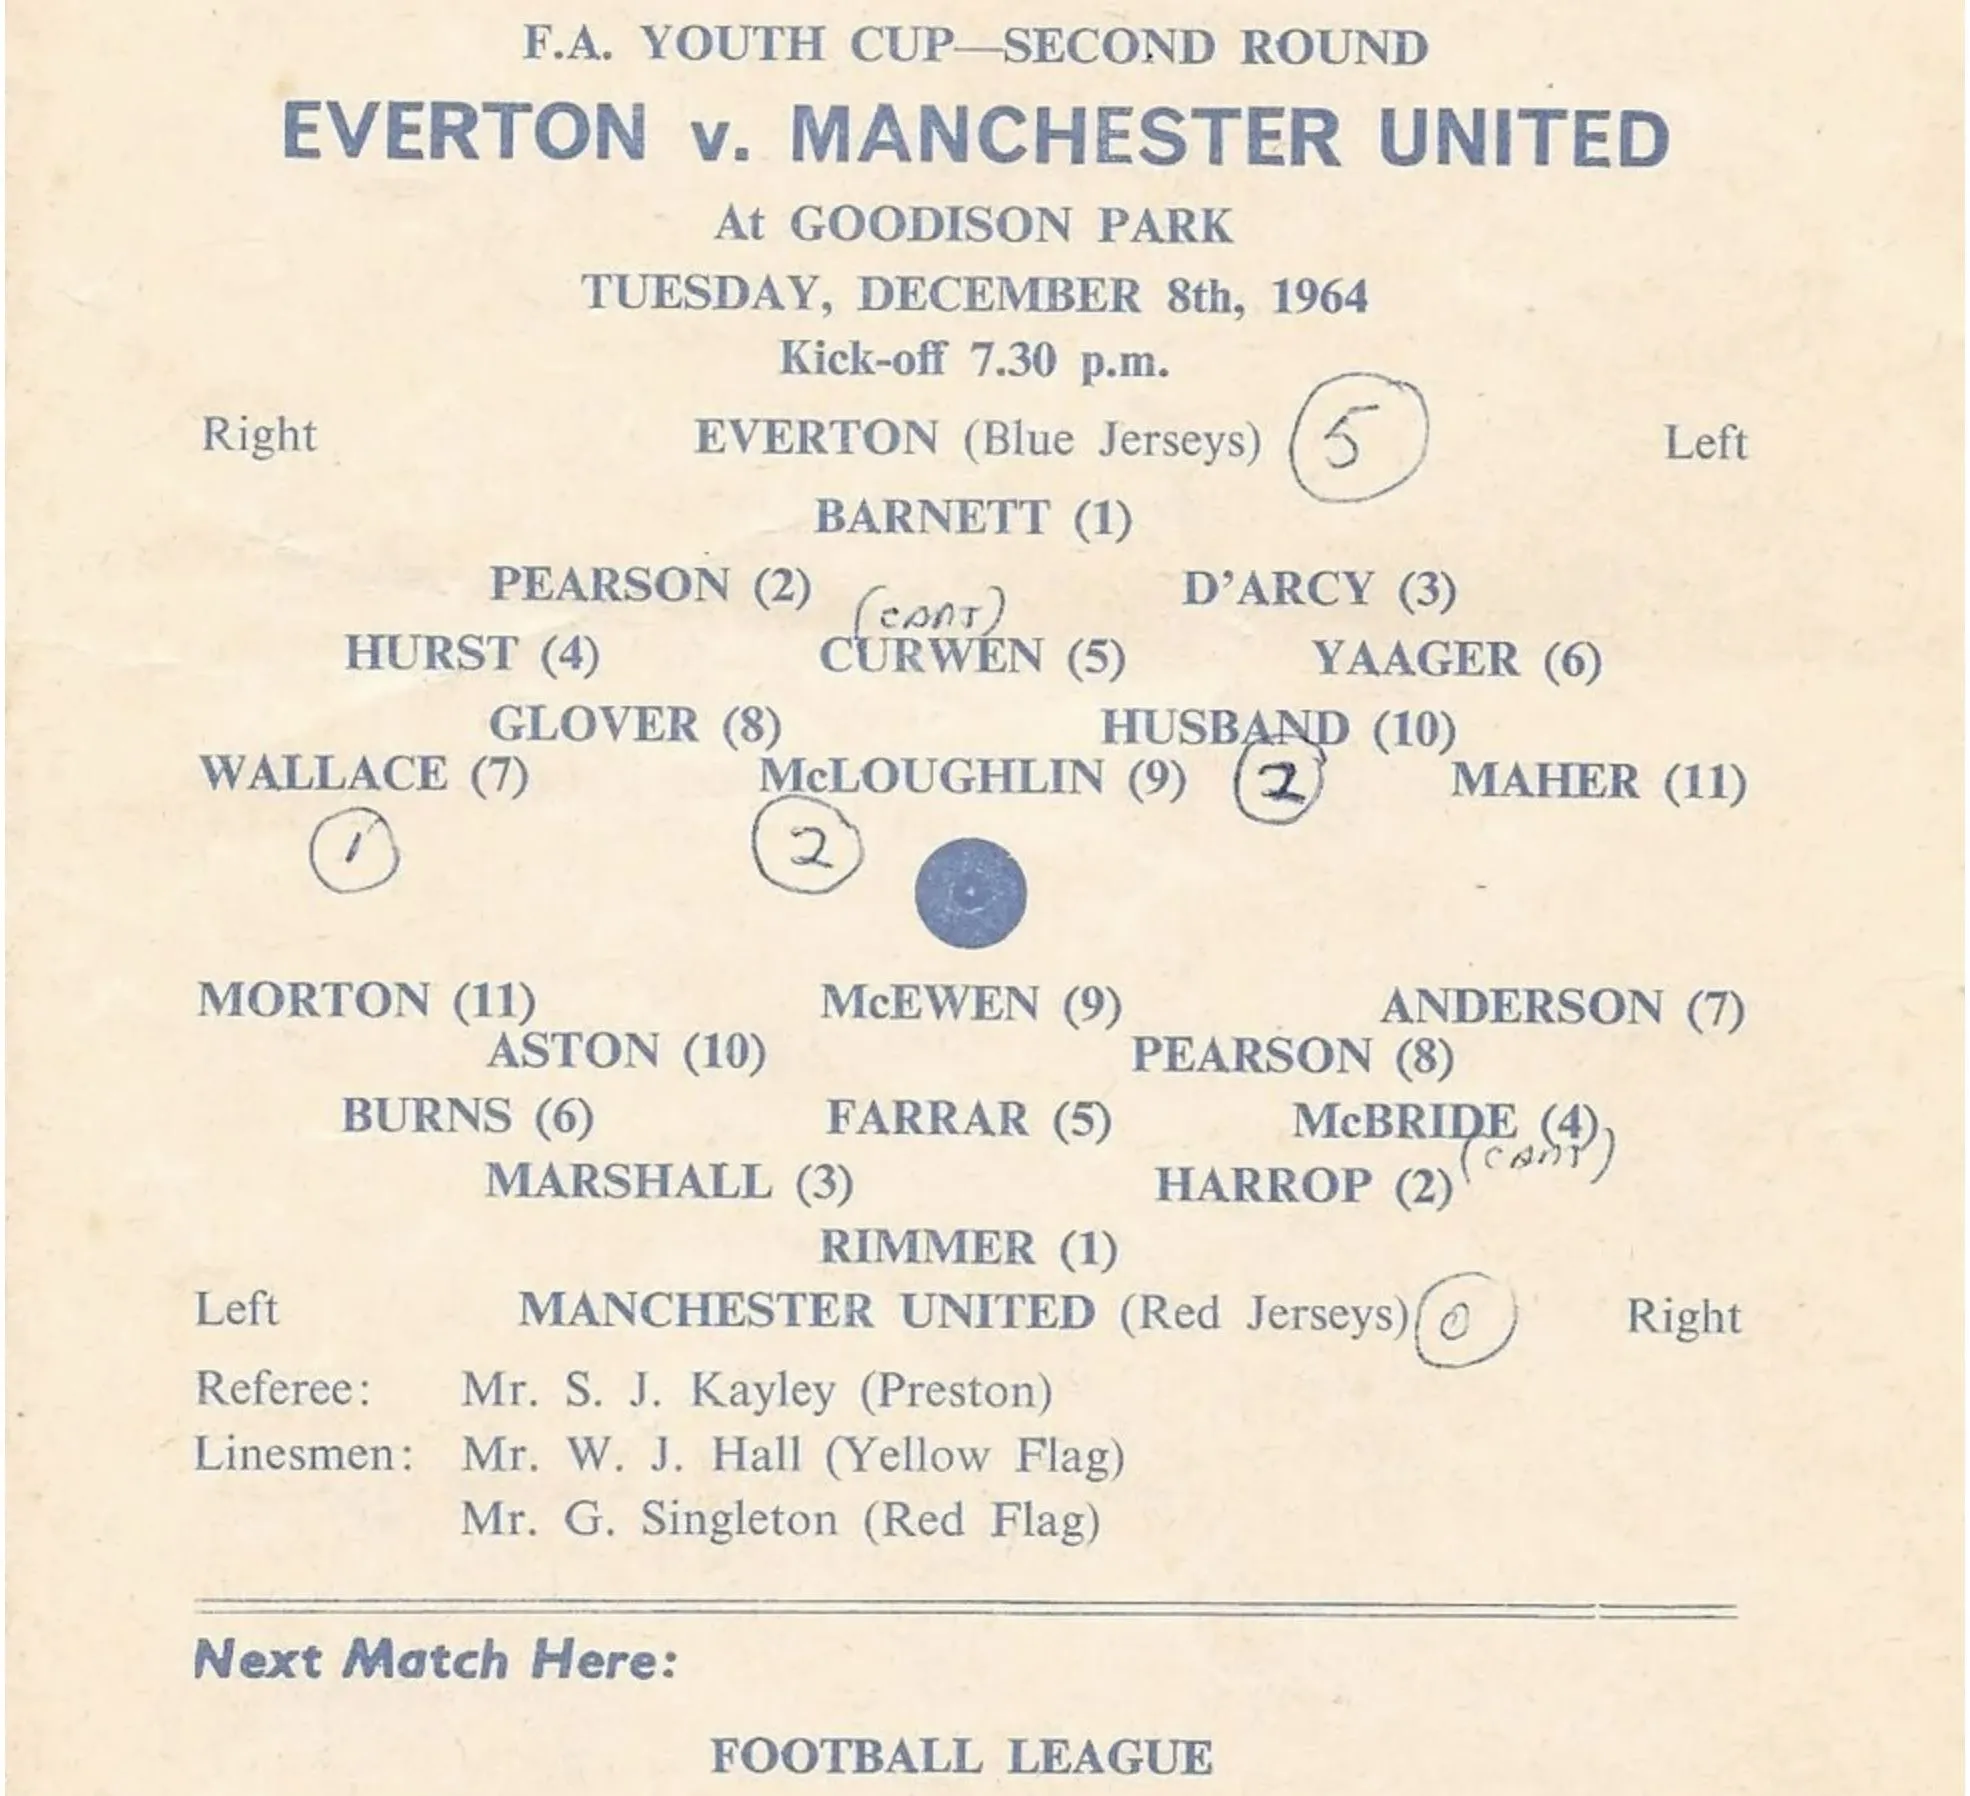 F.A. YOUTH CUP—SECOND ROUND
EVERTON v. MANCHESTER UNITED
At GOODISON PARK
TUESDAY, DECEMBER 8th, 1964
Kick-off 7.30 p.m.
Right EVERTON (Blue Jerseys) 5 Left
BARNETT (1)
PEARSON (2) D'ARCY (3)
(CAPT)
HURST (4) CURWEN (5) YAAGER (6)
GLOVER (8) HUSBAND (10)
WALLACE (7) McLOUGHLIN (9) 2 MAHER (11)
1 2
MORTON (11) McEWEN (9) ANDERSON (7)
ASTON (10) PEARSON (8)
BURNS (6) FARRAR (5) McBRIDE (4)
(CAPT)
MARSHALL (3) HARROP (2)
RIMMER (1)
Left MANCHESTER UNITED (Red Jerseys) 0 Right
Referee: Mr. S. J. Kayley (Preston)
Linesmen: Mr. W. J. Hall (Yellow Flag)
Mr. G. Singleton (Red Flag)
Next Match Here:
FOOTBALL LEAGUE